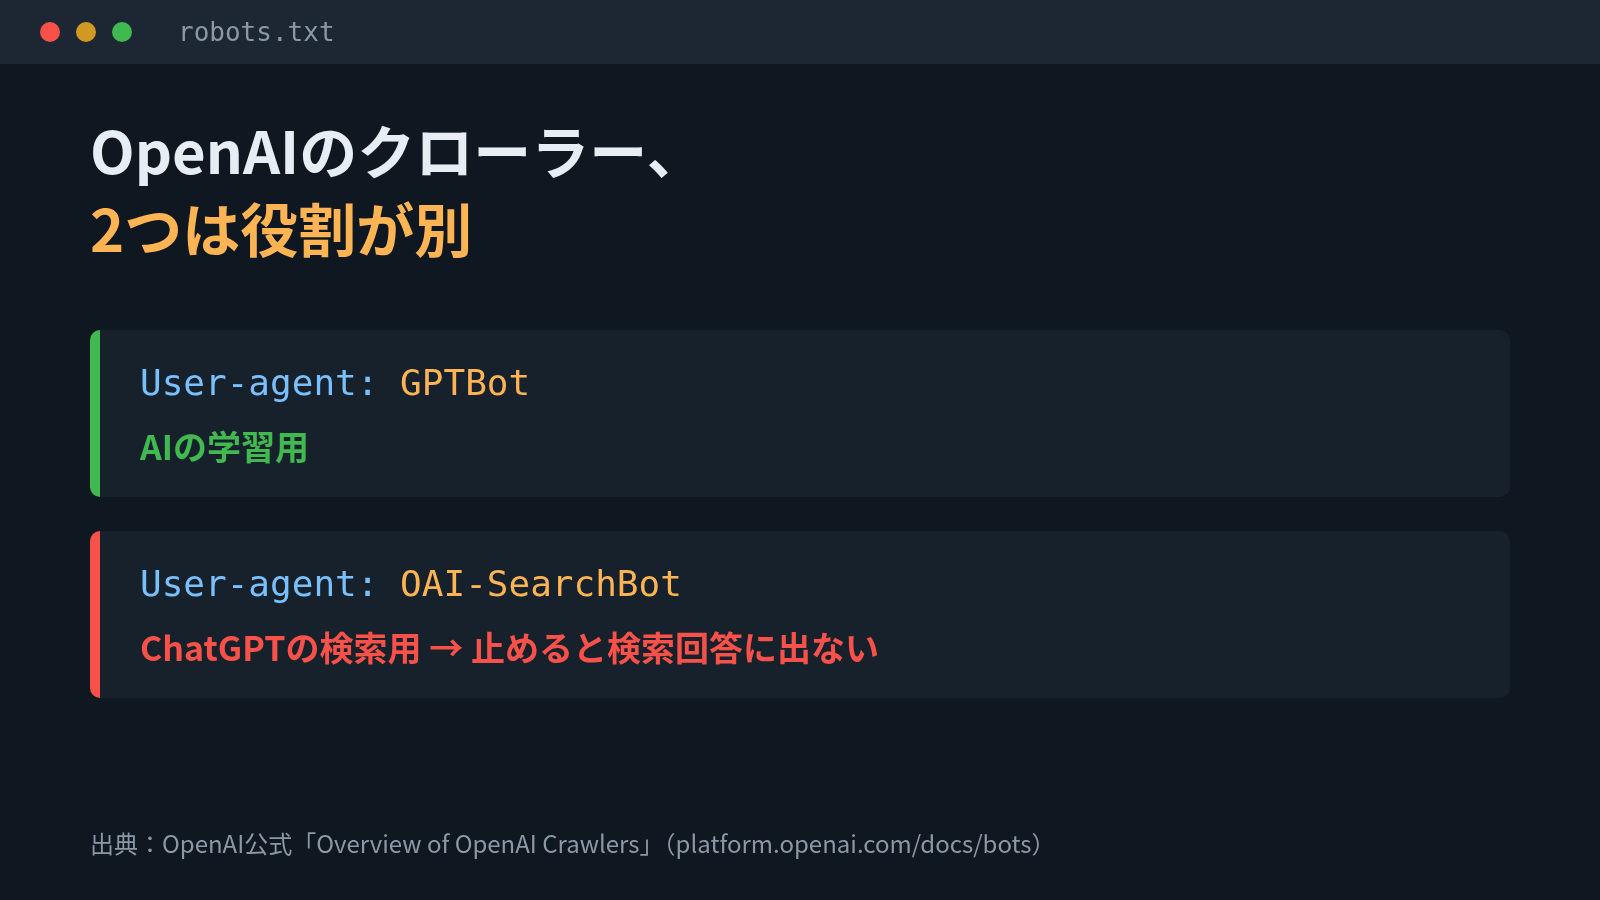 robots.txt
OpenAIのクローラー、
2つは役割が別
User-agent: GPTBot
AIの学習用
User-agent: OAI-SearchBot
ChatGPTの検索用 → 止めると検索回答に出ない
出典：OpenAI公式「Overview of OpenAI Crawlers」（platform.openai.com/docs/bots）